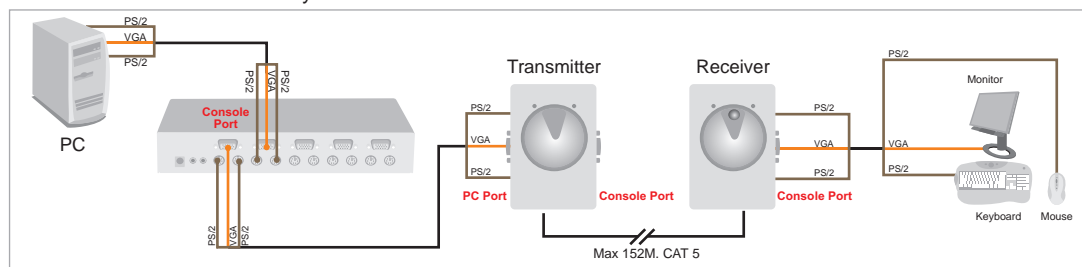 PS/2
VGA
PS/2
PC
PS/2
VGA
PS/2
Console
Port
PS/2
VGA
PS/2
Transmitter
PS/2
VGA
PS/2
PC Port
Console Port
Max 152M. CAT 5
Receiver
PS/2
VGA
PS/2
Console Port
PS/2
VGA
PS/2
Monitor
Keyboard
Mouse